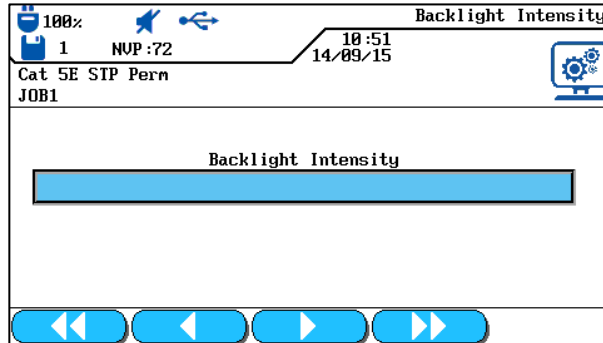 100% Backlight Intensity
1 NVP:72 10:51
14/09/15
Cat 5E STP Perm
JOB1
Backlight Intensity